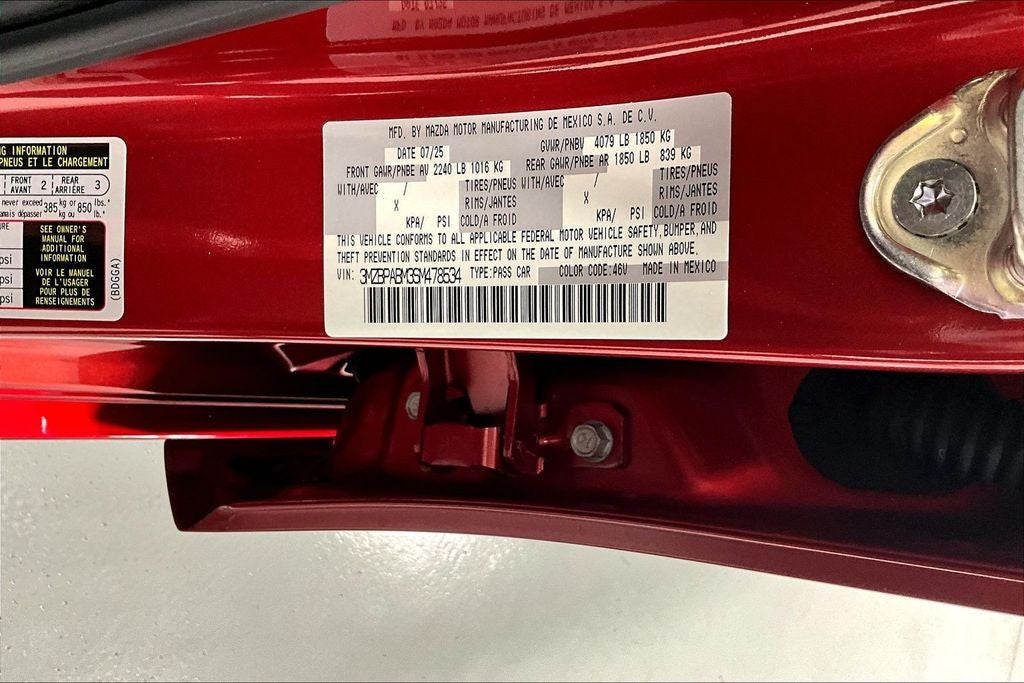 NG INFORMATION
PNEUS ET LE CHARGEMENT
FRONT AVANT 2 REAR ARRIÈRE 3
never exceed 385 kg or 850 lbs.
jamais dépasser kg ou lb.
SEE OWNER'S
MANUAL FOR
ADDITIONAL
INFORMATION
VOIR LE MANUEL
DE L'USAGER
POUR PLUS DE
RENSEIGNEMENTS
psi
psi
psi
(BDGGA)
MFD. BY MAZDA MOTOR MANUFACTURING DE MEXICO S.A. DE C.V.
DATE 07/25 GVWR/PNBV 4079 LB 1850 KG
FRONT GAWR/PNBE AV 2240 LB 1016 KG REAR GAWR/PNBE AR 1850 LB 839 KG
WITH/AVEC / TIRES/PNEUS WITH/AVEC / TIRES/PNEUS
X RIMS/JANTES X RIMS/JANTES
KPA/ PSI COLD/A FROID KPA/ PSI COLD/A FROID
THIS VEHICLE CONFORMS TO ALL APPLICABLE FEDERAL MOTOR VEHICLE SAFETY, BUMPER, AND
THEFT PREVENTION STANDARDS IN EFFECT ON THE DATE OF MANUFACTURE SHOWN ABOVE.
VIN: 3MZBPABM3SM478534 TYPE:PASS CAR COLOR CODE:46V MADE IN MEXICO